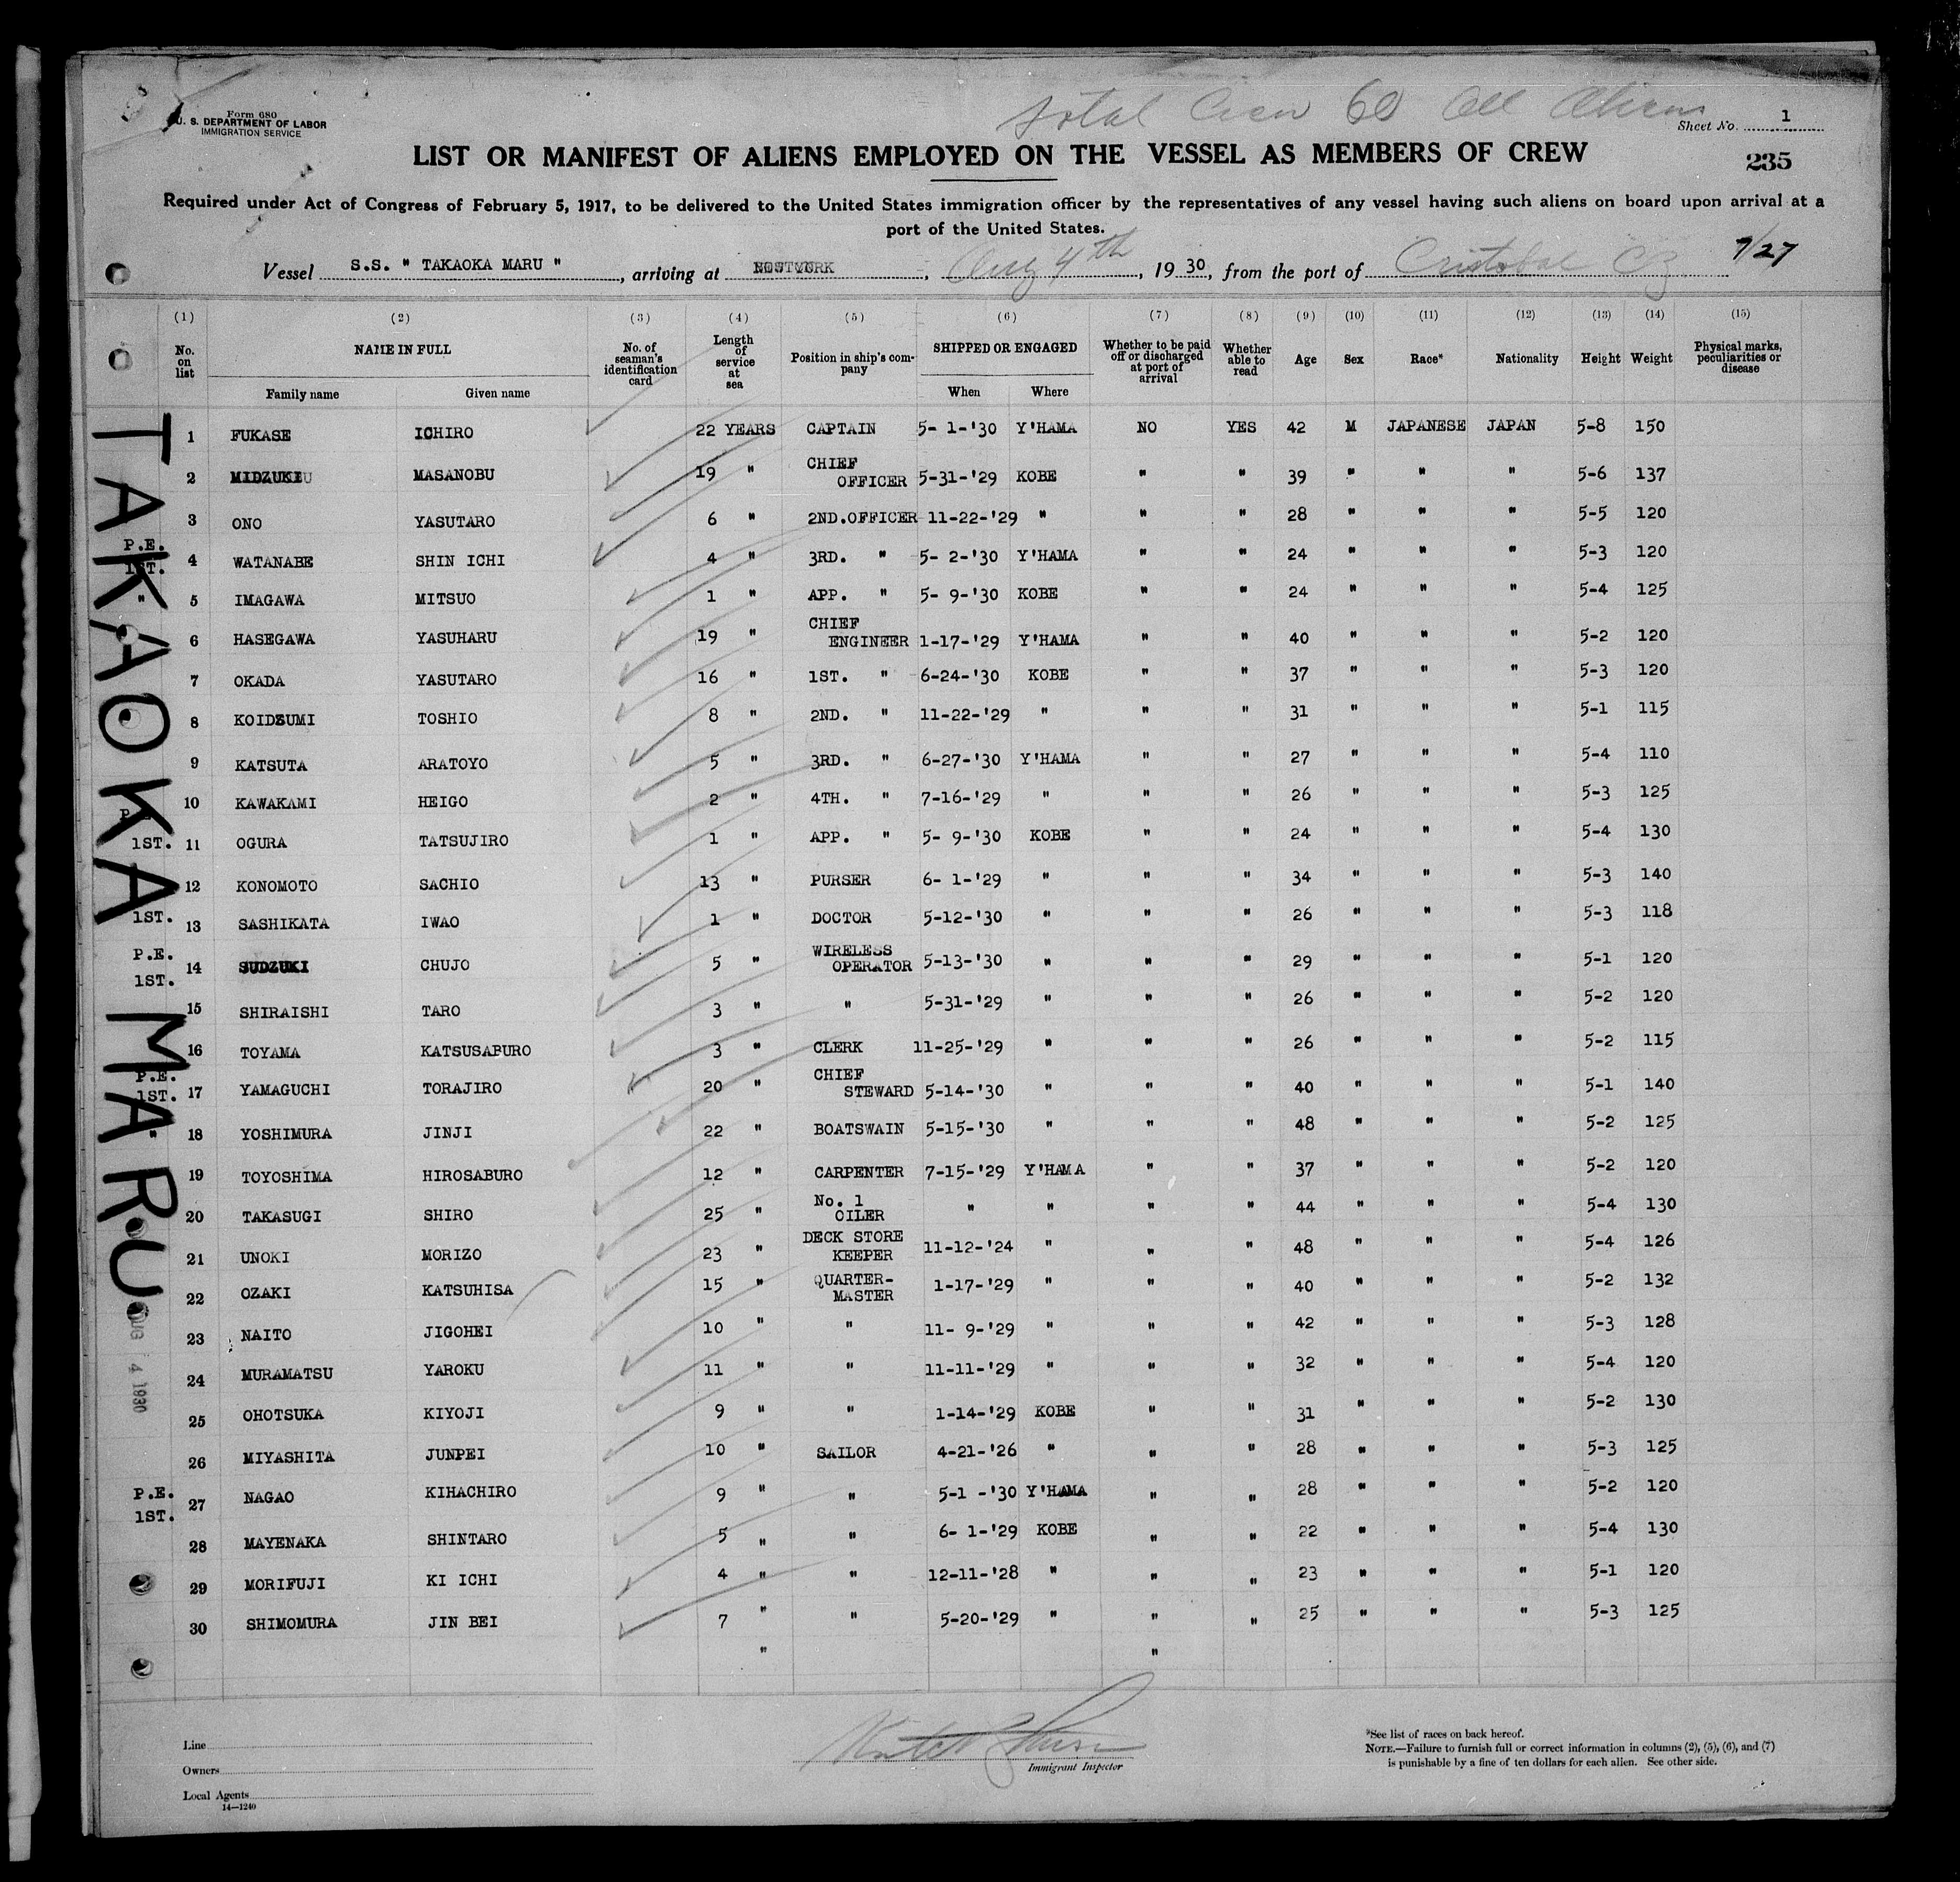 Form 680
U. S. DEPARTMENT OF LABOR
IMMIGRATION SERVICE
Total Crew 60 All Aliens
Sheet No. 1
235
LIST OR MANIFEST OF ALIENS EMPLOYED ON THE VESSEL AS MEMBERS OF CREW
Required under Act of Congress of February 5, 1917, to be delivered to the United States immigration officer by the representatives of any vessel having such aliens on board upon arrival at a
port of the United States.
Vessel S.S. " TAKAOKA MARU ", arriving at , Aug 4th, 19 30, from the port of Cristobal CZ 7/27
(1) (2) (3) (4) (5) (6) (7) (8) (9) (10) (11) (12) (13) (14) (15)
No. on list NAME IN FULL No. of seaman's identification card Length of service at sea Position in ship's company SHIPPED OR ENGAGED Whether to be paid off or discharged at port of arrival Whether able to read Age Sex Race* Nationality Height Weight Physical marks, peculiarities or disease
Family name Given name When Where
1 FUKASE ICHIRO 22 YEARS CAPTAIN 5- 1-'30 Y'HAMA NO YES 42 M JAPANESE JAPAN 5-8 150
2 MIDZUKI MASANOBU 19 " CHIEF OFFICER 5-31-'29 KOBE " " 39 " " " 5-6 137
3 ONO YASUTARO 6 " 2ND.OFFICER 11-22-'29 " " " 28 " " " 5-5 120
P.E. 1ST. 4 WATANABE SHIN ICHI 4 " 3RD. " 5- 2-'30 Y'HAMA " " 24 " " " 5-3 120
" 5 IMAGAWA MITSUO 1 " APP. " 5- 9-'30 KOBE " " 24 " " " 5-4 125
6 HASEGAWA YASUHARU 19 " CHIEF ENGINEER 1-17-'29 Y'HAMA " " 40 " " " 5-2 120
7 OKADA YASUTARO 16 " 1ST. " 6-24-'30 KOBE " " 37 " " " 5-3 120
8 KOIDZUMI TOSHIO 8 " 2ND. " 11-22-'29 " " " 31 " " " 5-1 115
9 KATSUTA ARATOYO 5 " 3RD. " 6-27-'30 Y'HAMA " " 27 " " " 5-4 110
10 KAWAKAMI HEIGO 2 " 4TH. " 7-16-'29 " " " 26 " " " 5-3 125
1ST. 11 OGURA TATSUJIRO 1 " APP. " 5- 9-'30 KOBE " " 24 " " " 5-4 130
12 KONOMOTO SACHIO 13 " PURSER 6- 1-'29 " " " 34 " " " 5-3 140
1ST. 13 SASHIKATA IWAO 1 " DOCTOR 5-12-'30 " " " 26 " " " 5-3 118
P.E. 1ST. 14 SUDZUKI CHUJO 5 " WIRELESS OPERATOR 5-13-'30 " " " 29 " " " 5-1 120
15 SHIRAISHI TARO 3 " " 5-31-'29 " " " 26 " " " 5-2 120
16 TOYAMA KATSUSABURO 3 " CLERK 11-25-'29 " " " 26 " " " 5-2 115
P.E. 1ST. 17 YAMAGUCHI TORAJIRO 20 " CHIEF STEWARD 5-14-'30 " " " 40 " " " 5-1 140
" 18 YOSHIMURA JINJI 22 " BOATSWAIN 5-15-'30 " " " 48 " " " 5-2 125
19 TOYOSHIMA HIROSABURO 12 " CARPENTER 7-15-'29 Y'HAMA " " 37 " " " 5-2 120
20 TAKASUGI SHIRO 25 " No. 1 OILER " " " " 44 " " " 5-4 130
21 UNOKI MORIZO 23 " DECK STORE KEEPER 11-12-'24 " " " 48 " " " 5-4 126
22 OZAKI KATSUHISA 15 " QUARTER-MASTER 1-17-'29 " " " 40 " " " 5-2 132
23 NAITO JIGOHEI 10 " " 11- 9-'29 " " " 42 " " " 5-3 128
24 MURAMATSU YAROKU 11 " " 11-11-'29 " " " 32 " " " 5-4 120
25 OHOTSUKA KIYOJI 9 " " 1-14-'29 KOBE " " 31 " " " 5-2 130
26 MIYASHITA JUNPEI 10 " SAILOR 4-21-'26 " " " 28 " " " 5-3 125
P.E. 1ST. 27 NAGAO KIHACHIRO 9 " " 5-1 -'30 Y'HAMA " " 28 " " " 5-2 120
28 MAYENAKA SHINTARO 5 " " 6- 1-'29 KOBE " " 22 " " " 5-4 130
29 MORIFUJI KI ICHI 4 " " 12-11-'28 " " " 23 " " " 5-1 120
30 SHIMOMURA JIN BEI 7 " " 5-20-'29 " " " 25 " " " 5-3 125
" "
TAKAOKA MARU
AUG 4 1930
Line
Owners
Local Agents
14—1240
Immigrant Inspector
*See list of races on back hereof.
NOTE.—Failure to furnish full or correct information in columns (2), (5), (6), and (7)
is punishable by a fine of ten dollars for each alien. See other side.